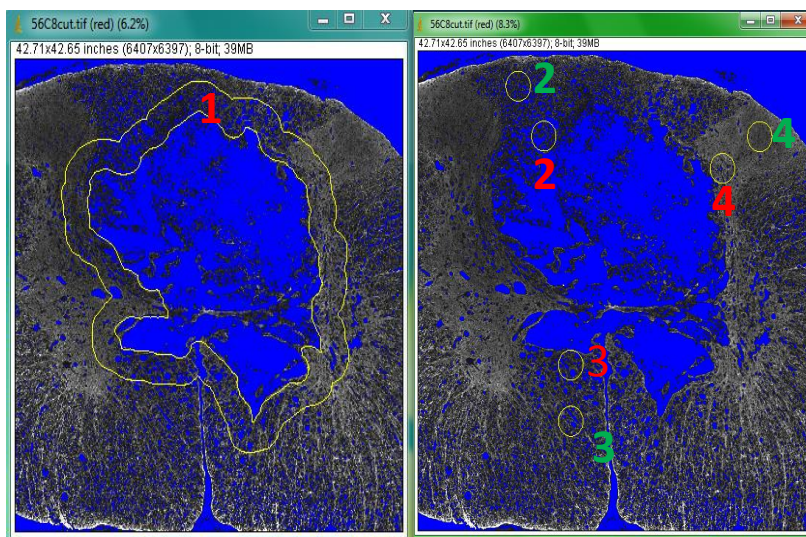 56C8cut.tif (red) (6.2%)
42.71x42.65 inches (6407x6397); 8-bit; 39MB
1
56C8cut.tif (red) (8.3%)
42.71x42.65 inches (6407x6397); 8-bit; 39MB
2
4
2
4
3
3